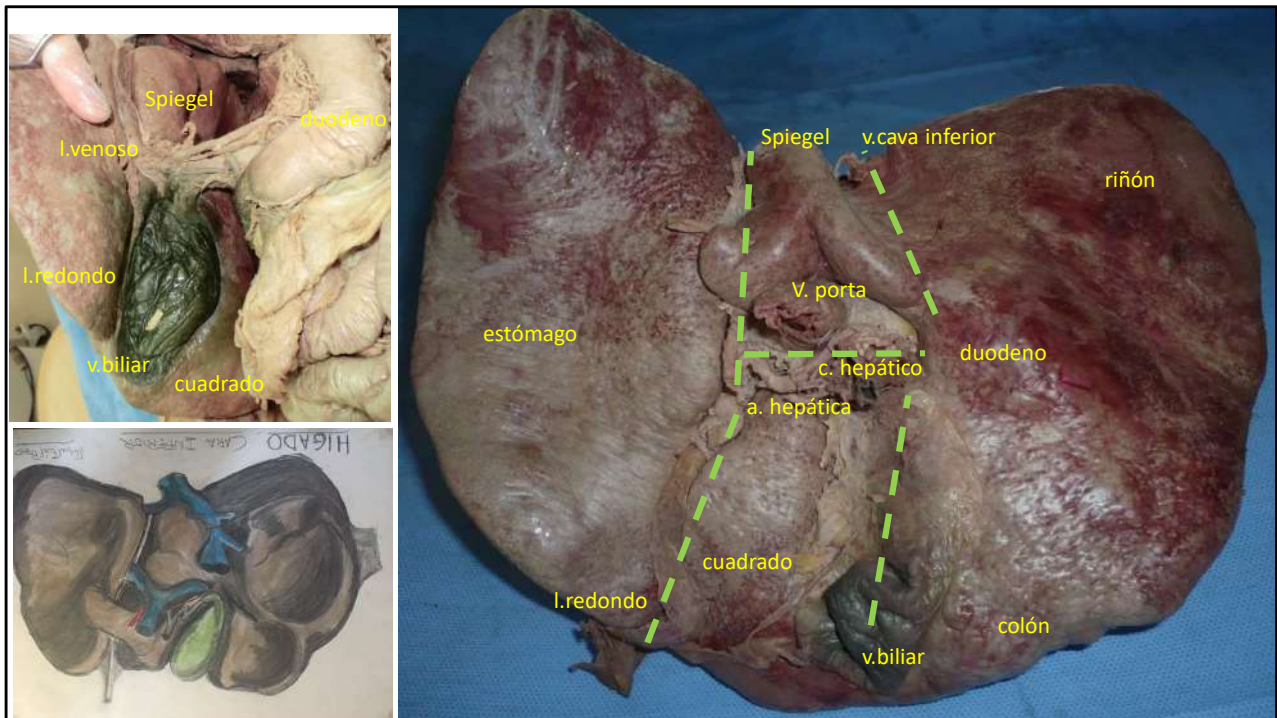 Spiegel
duodeno
l.venoso
l.redondo
v.biliar
cuadrado
HIGADO CARA INFERIOR
Spiegel
v.cava inferior
riñón
V. porta
estómago
duodeno
c. hepático
a. hepática
cuadrado
l.redondo
colón
v.biliar